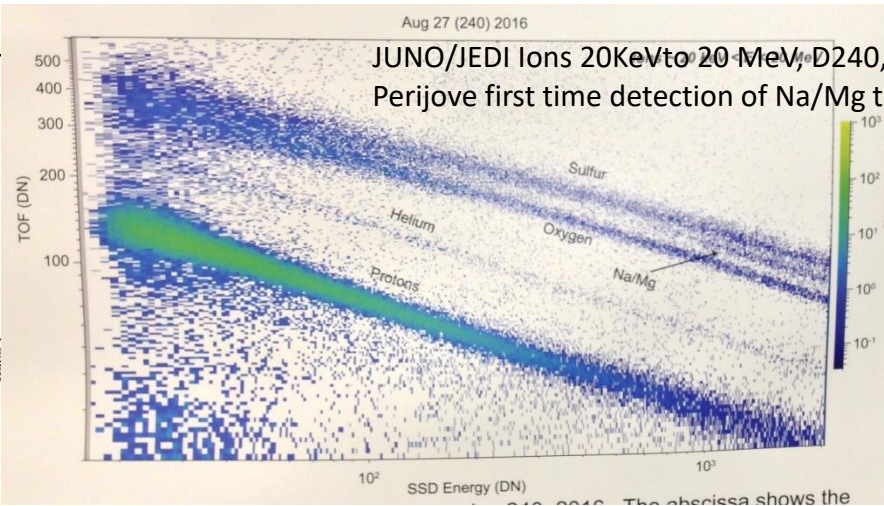 Aug 27 (240) 2016
JUNO/JEDI Ions 20KeVto 20 MeV, D240,
Perijove first time detection of Na/Mg t
500
400
300
200
100
TOF (DN)
Sulfur
Helium
Oxygen
Na/Mg
Protons
10³
10²
10¹
10⁰
10⁻¹
10²
10³
SSD Energy (DN)
240, 2016. The abscissa shows the